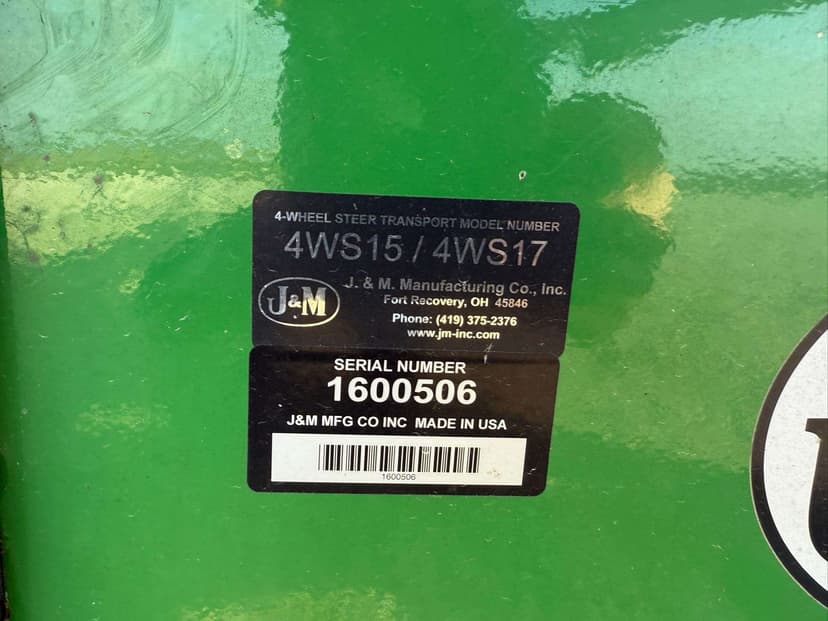 4-WHEEL STEER TRANSPORT MODEL NUMBER
4WS15 / 4WS17
J&M
J. & M. Manufacturing Co., Inc.
Fort Recovery, OH 45846
Phone: (419) 375-2376
www.jm-inc.com
SERIAL NUMBER
1600506
J&M MFG CO INC MADE IN USA
1600506